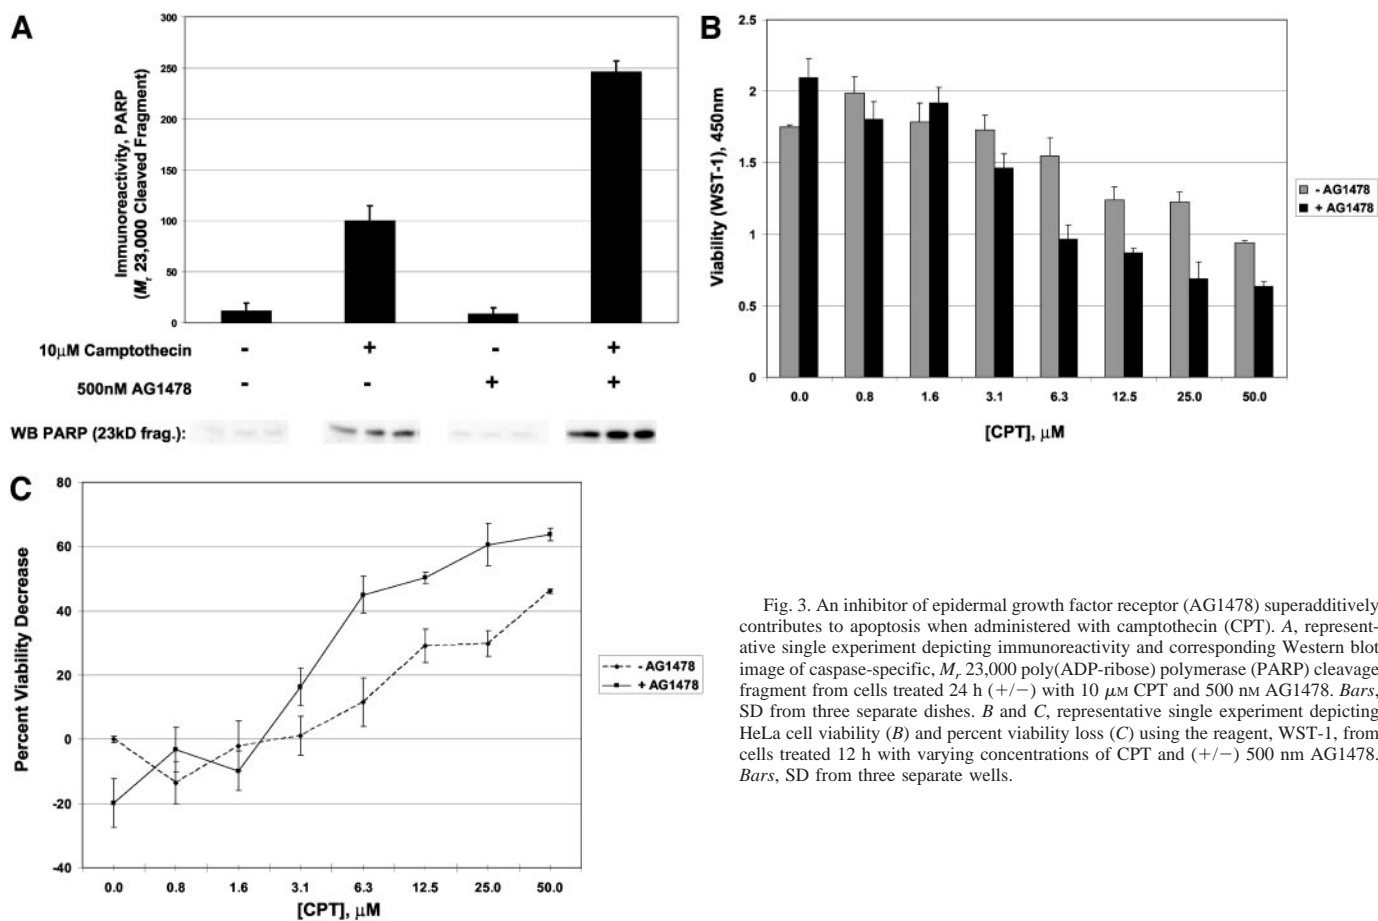 A
Immunoreactivity, PARP
(Mr 23,000 Cleaved Fragment)
300
250
200
150
100
50
0
10μM Camptothecin - + - +
500nM AG1478 - - + +
WB PARP (23kD frag.):
B
Viability (WST-1), 450nm
2.5
2
1.5
1
0.5
0
0.0 0.8 1.6 3.1 6.3 12.5 25.0 50.0
[CPT], μM
- AG1478
+ AG1478
C
Percent Viability Decrease
80
60
40
20
0
-20
-40
0.0 0.8 1.6 3.1 6.3 12.5 25.0 50.0
[CPT], μM
- AG1478
+ AG1478
Fig. 3. An inhibitor of epidermal growth factor receptor (AG1478) superadditively
contributes to apoptosis when administered with camptothecin (CPT). A, represent-
ative single experiment depicting immunoreactivity and corresponding Western blot
image of caspase-specific, Mr 23,000 poly(ADP-ribose) polymerase (PARP) cleavage
fragment from cells treated 24 h (+/−) with 10 μM CPT and 500 nM AG1478. Bars,
SD from three separate dishes. B and C, representative single experiment depicting
HeLa cell viability (B) and percent viability loss (C) using the reagent, WST-1, from
cells treated 12 h with varying concentrations of CPT and (+/−) 500 nm AG1478.
Bars, SD from three separate wells.